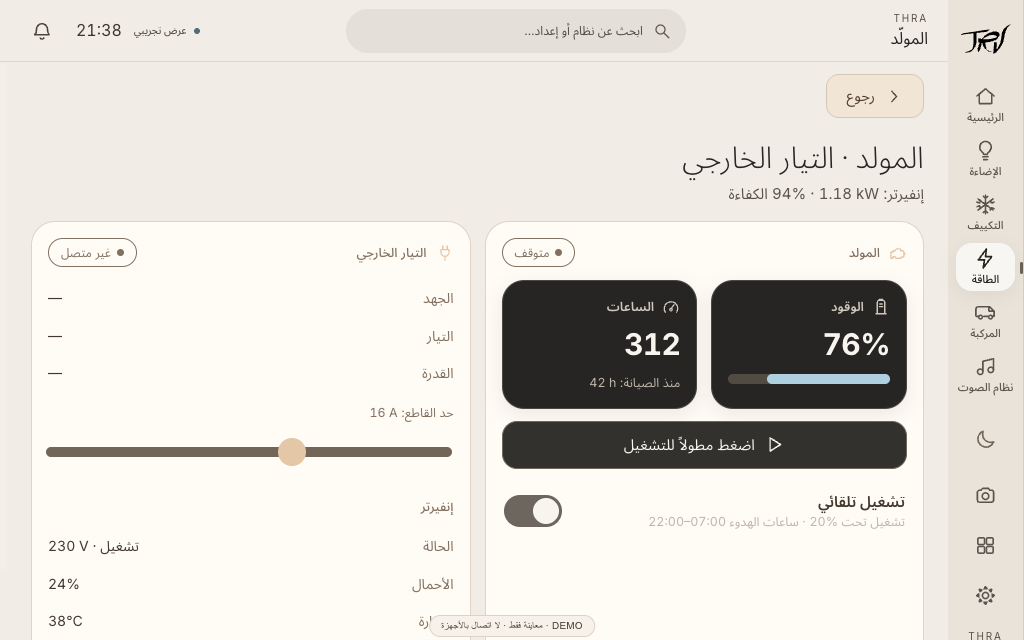 THRA
المولّد
ابحث عن نظام أو إعداد...
عرض تجريبي
21:38
الرئيسية
الإضاءة
التكييف
الطاقة
المركبة
نظام الصوت
THRA
رجوع
المولد · التيار الخارجي
إنفيرتر: 1.18 kW · 94% الكفاءة
المولد
متوقف
الوقود
76%
الساعات
312
منذ الصيانة: 42 h
اضغط مطولاً للتشغيل
تشغيل تلقائي
تشغيل تحت 20% · ساعات الهدوء 07:00–22:00
التيار الخارجي
غير متصل
الجهد —
التيار —
القدرة —
حد القاطع: 16 A
إنفيرتر
الحالة تشغيل · 230 V
الأحمال 24%
38°C
DEMO · معاينة فقط · لا اتصال بالأجهزة